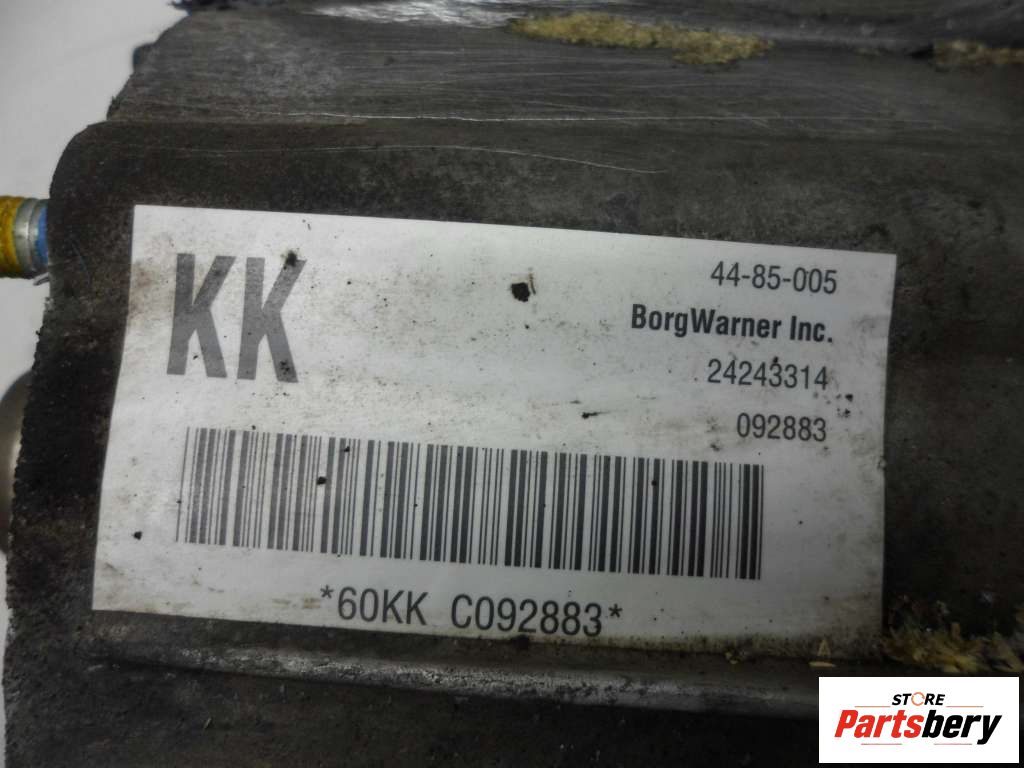 KK
44-85-005
BorgWarner Inc.
24243314
092883
*60KK C092883*
STORE
Partsbery